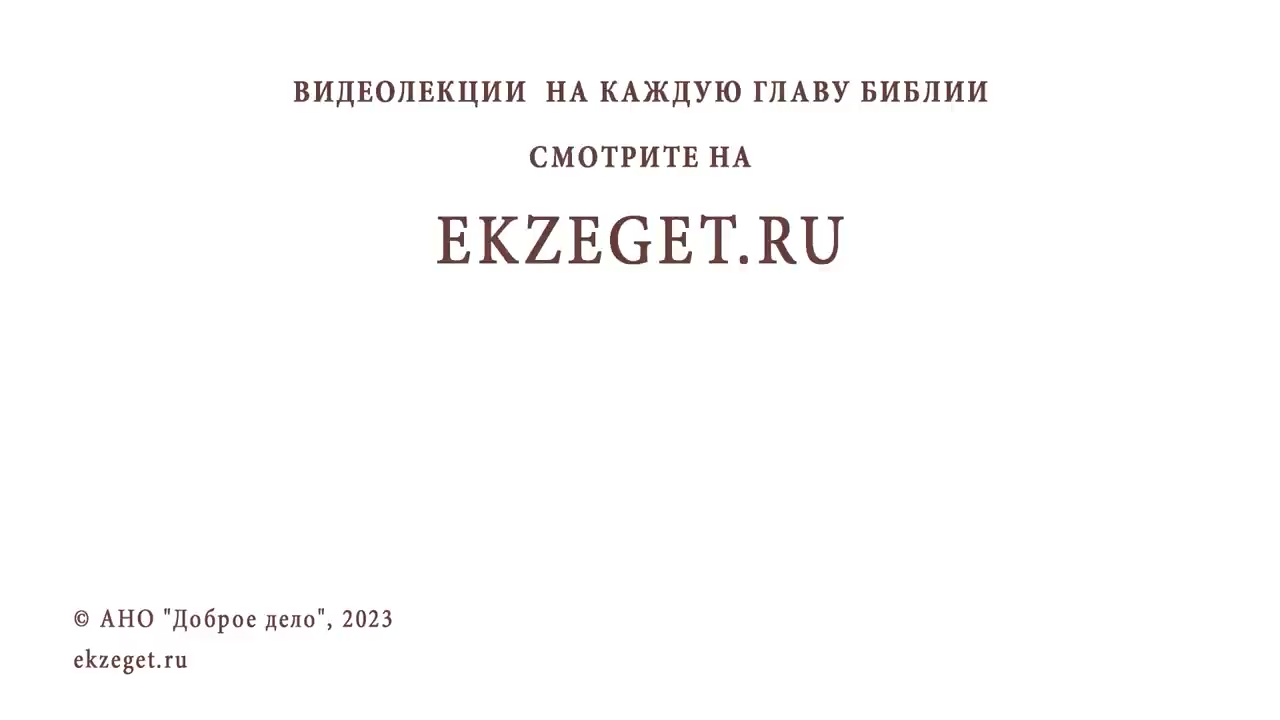 ВИДЕОЛЕКЦИИ НА КАЖДУЮ ГЛАВУ БИБЛИИ
СМОТРИТЕ НА
EKZEGET.RU
© АНО "Доброе дело", 2023
ekzeget.ru